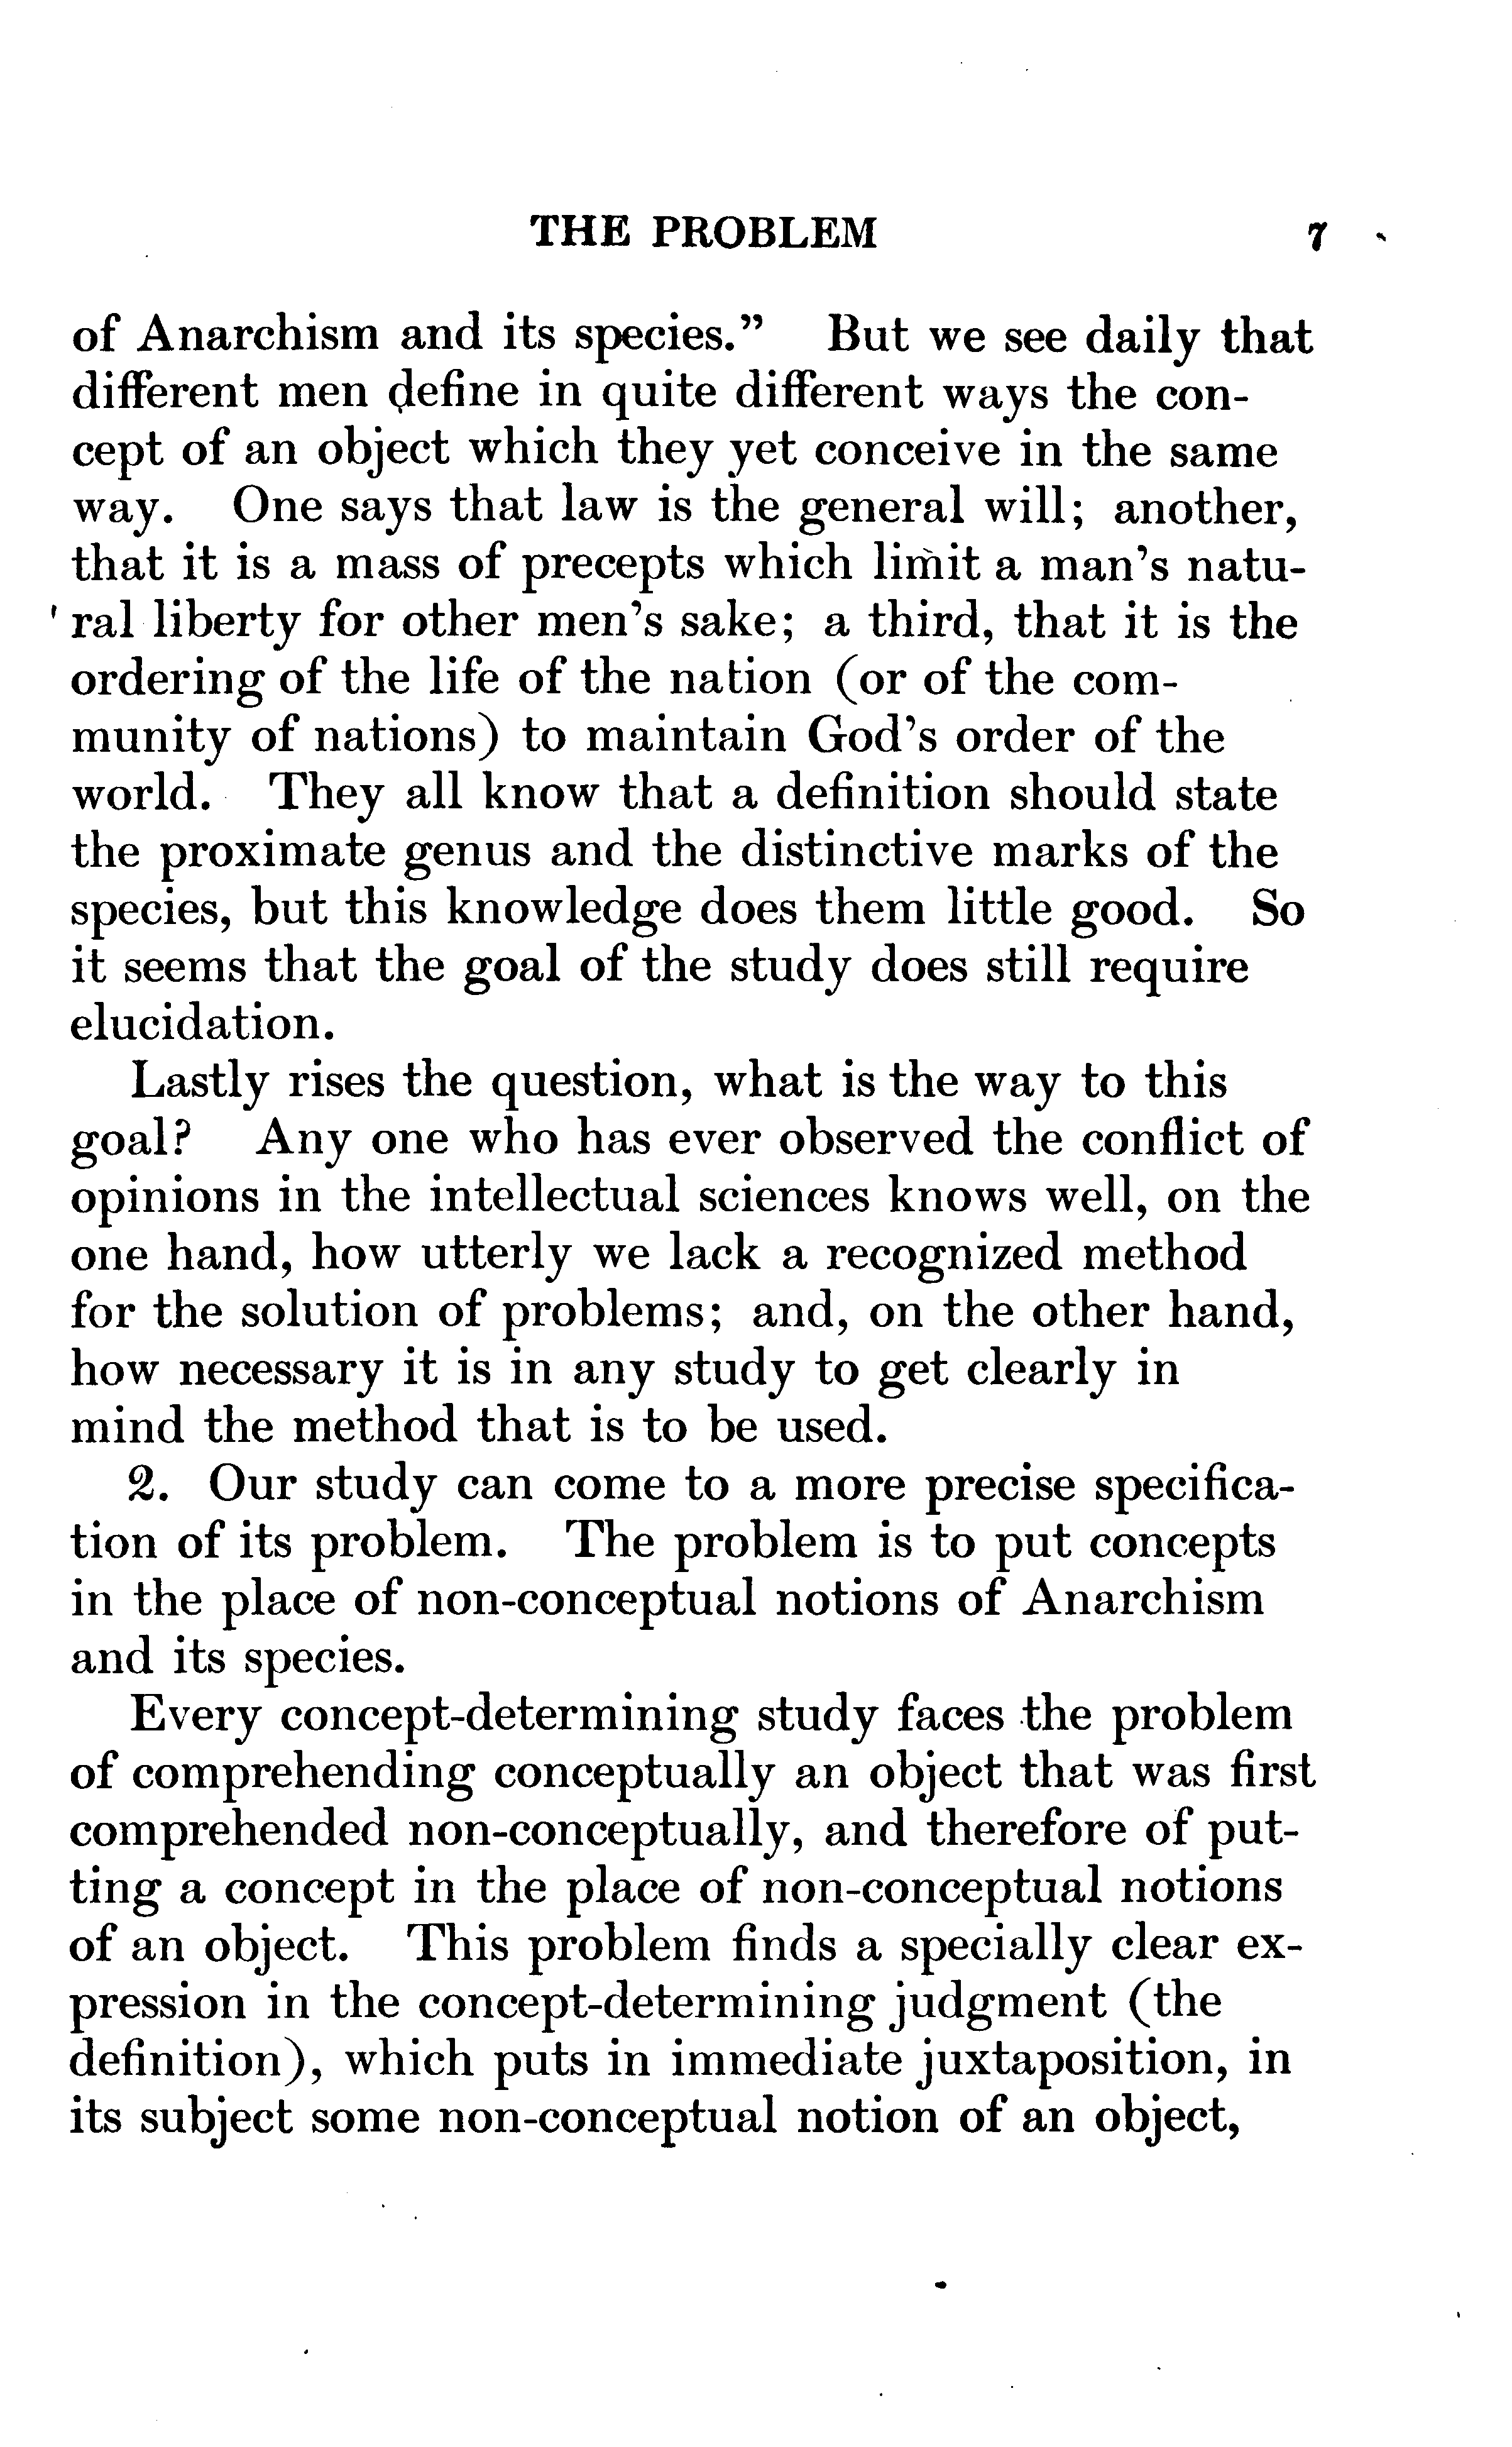 THE PROBLEM 7
of Anarchism and its species.” But we see daily that
different men define in quite different ways the con-
cept of an object which they yet conceive in the same
way. One says that law is the general will; another,
that it is a mass of precepts which limit a man’s natu-
ral liberty for other men’s sake; a third, that it is the
ordering of the life of the nation (or of the com-
munity of nations) to maintain God’s order of the
world. They all know that a definition should state
the proximate genus and the distinctive marks of the
species, but this knowledge does them little good. So
it seems that the goal of the study does still require
elucidation.
Lastly rises the question, what is the way to this
goal? Any one who has ever observed the conflict of
opinions in the intellectual sciences knows well, on the
one hand, how utterly we lack a recognized method
for the solution of problems; and, on the other hand,
how necessary it is in any study to get clearly in
mind the method that is to be used.
2. Our study can come to a more precise specifica-
tion of its problem. The problem is to put concepts
in the place of non-conceptual notions of Anarchism
and its species.
Every concept-determining study faces the problem
of comprehending conceptually an object that was first
comprehended non-conceptually, and therefore of put-
ting a concept in the place of non-conceptual notions
of an object. This problem finds a specially clear ex-
pression in the concept-determining judgment (the
definition), which puts in immediate juxtaposition, in
its subject some non-conceptual notion of an object,